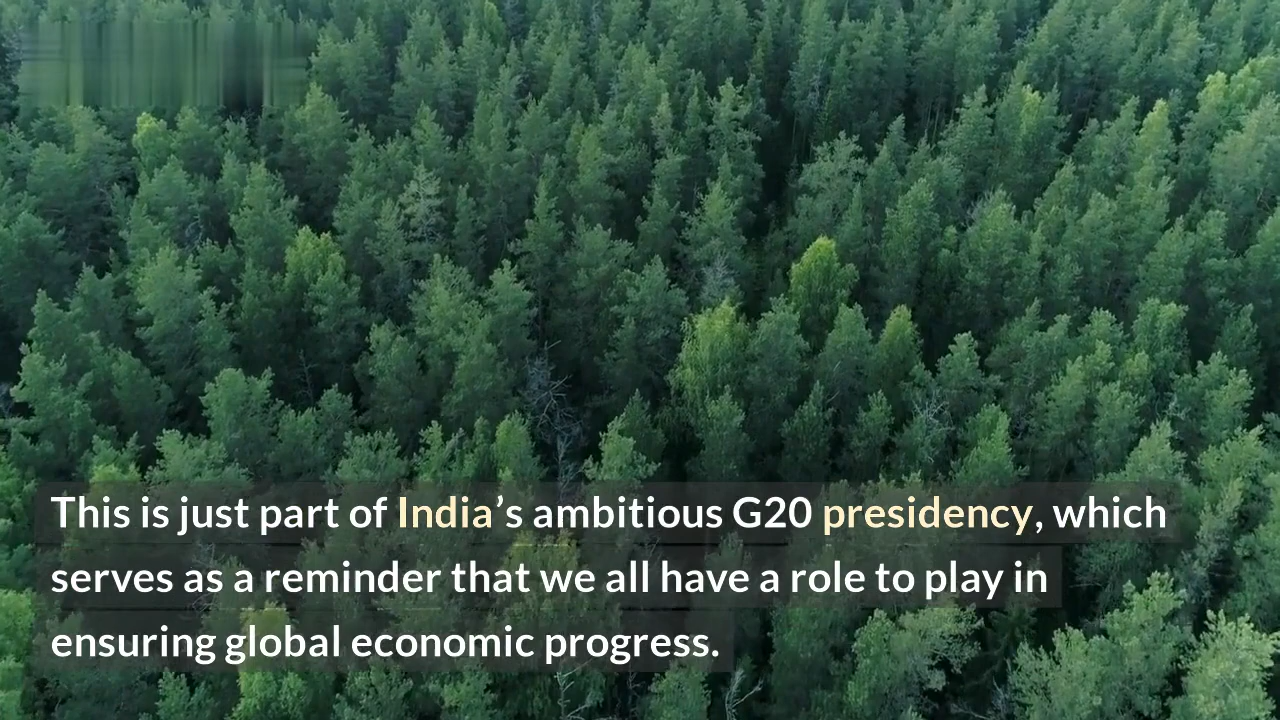 This is just part of India’s ambitious G20 presidency, which
serves as a reminder that we all have a role to play in
ensuring global economic progress.